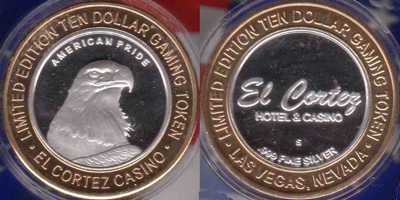 LIMITED EDITION TEN DOLLAR GAMING TOKEN
AMERICAN PRIDE
• EL CORTEZ CASINO •
LIMITED EDITION TEN DOLLAR GAMING TOKEN
El Cortez
HOTEL & CASINO
S
.999 FINE SILVER
• LAS VEGAS, NEVADA •